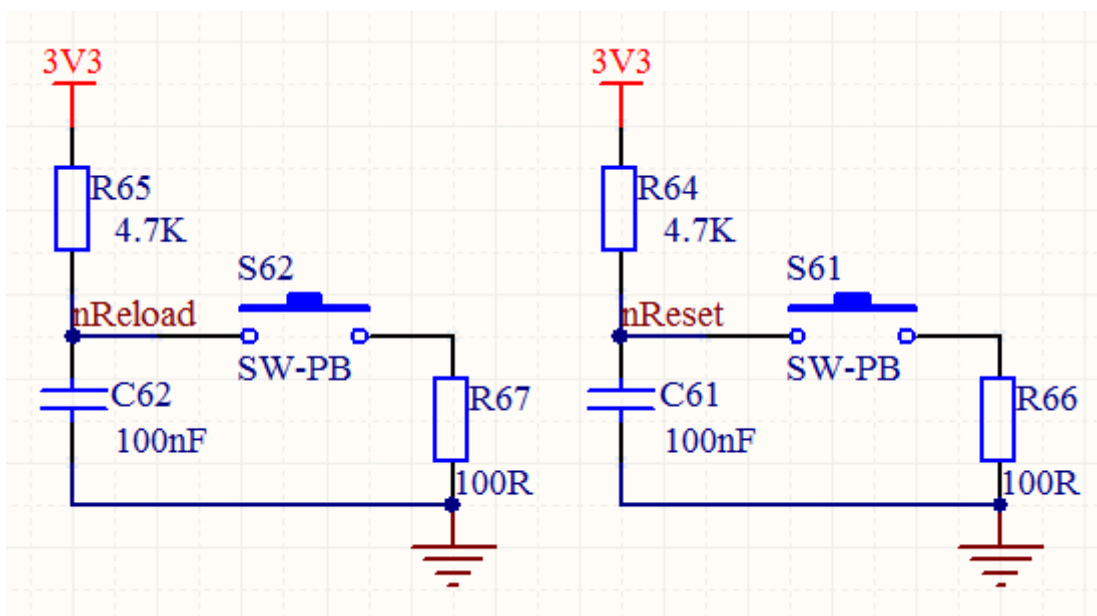 3V3
R65
4.7K
S62
nReload
SW-PB
C62
100nF
R67
100R
3V3
R64
4.7K
S61
nReset
SW-PB
C61
100nF
R66
100R